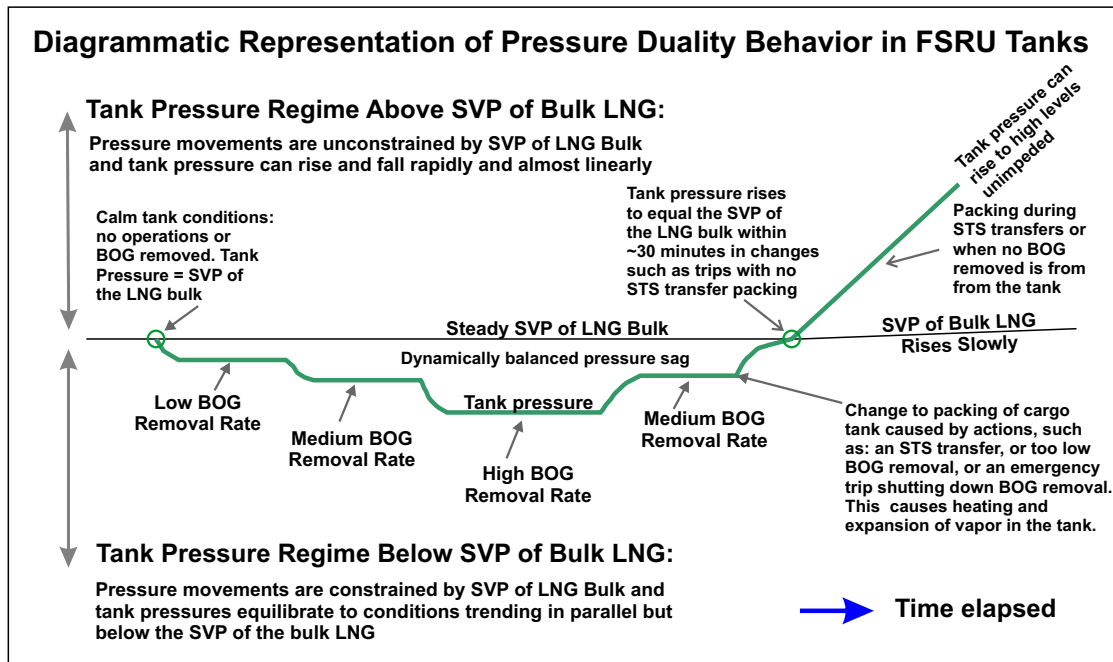 Diagrammatic Representation of Pressure Duality Behavior in FSRU Tanks
Tank Pressure Regime Above SVP of Bulk LNG:
Pressure movements are unconstrained by SVP of LNG Bulk
and tank pressure can rise and fall rapidly and almost linearly
Tank pressure can
rise to high levels
unimpeded
Calm tank conditions:
no operations or
BOG removed. Tank
Pressure = SVP of
the LNG bulk
Tank pressure rises
to equal the SVP of
the LNG bulk within
~30 minutes in changes
such as trips with no
STS transfer packing
Packing during
STS transfers or
when no BOG
removed is from
from the tank
Steady SVP of LNG Bulk
SVP of Bulk LNG
Rises Slowly
Dynamically balanced pressure sag
Tank pressure
Low BOG
Removal Rate
Medium BOG
Removal Rate
High BOG
Removal Rate
Medium BOG
Removal Rate
Change to packing of cargo
tank caused by actions, such
as: an STS transfer, or too low
BOG removal, or an emergency
trip shutting down BOG removal.
This  causes heating and
expansion of vapor in the tank.
Tank Pressure Regime Below SVP of Bulk LNG:
Pressure movements are constrained by SVP of LNG Bulk and
tank pressures equilibrate to conditions trending in parallel but
below the SVP of the bulk LNG
Time elapsed